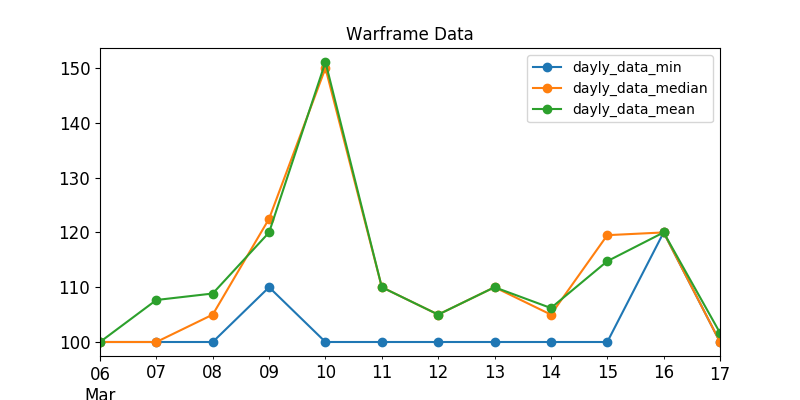 Warframe Data
dayly_data_min
dayly_data_median
dayly_data_mean
150
140
130
120
110
100
06 07 08 09 10 11 12 13 14 15 16 17
Mar